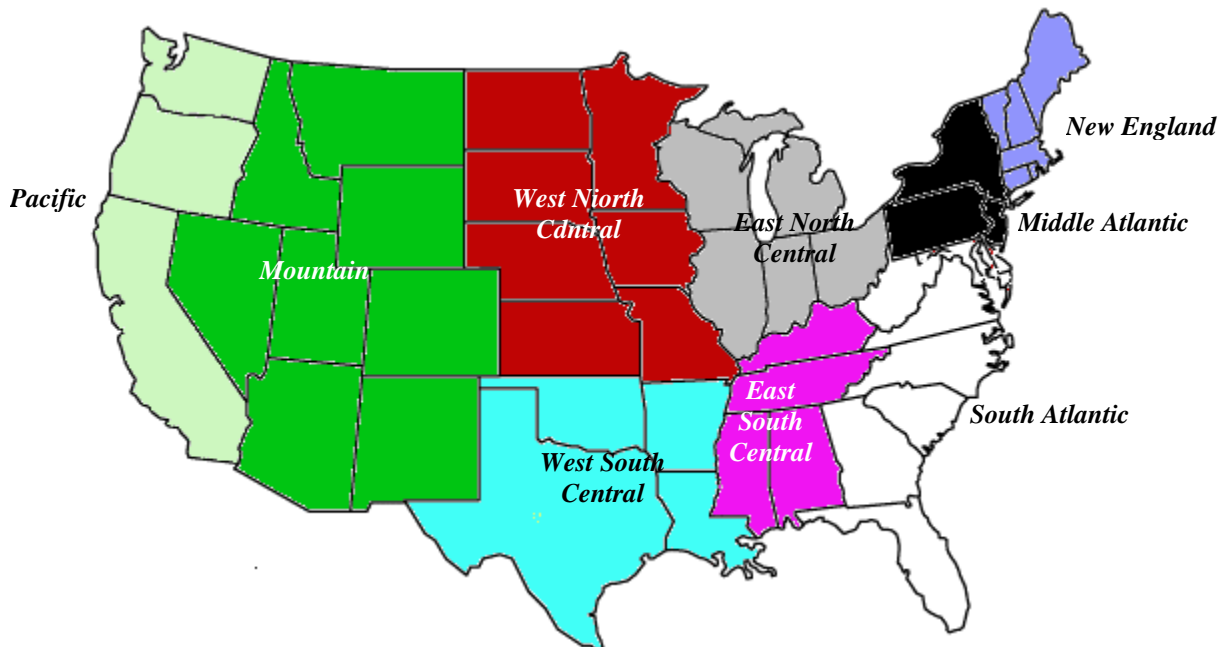 New England
Pacific
West Niorth
Cdntral
East North
Central
Middle Atlantic
Mountain
East
South
Central
South Atlantic
West South
Central